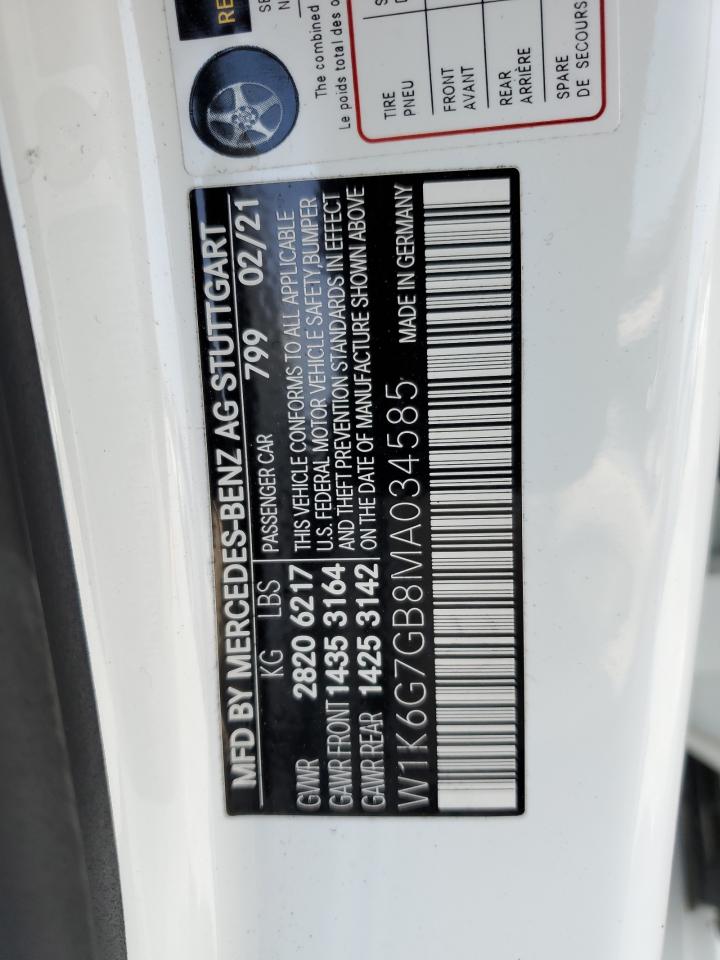 RE
SE
N
The combined
Le poids total des o
TIRE
PNEU
FRONT
AVANT
REAR
ARRIÈRE
SPARE
DE SECOURS
MFD BY MERCEDES-BENZ AG STUTTGART
KG LBS PASSENGER CAR 799 02/21
GVWR 2820 6217 THIS VEHICLE CONFORMS TO ALL APPLICABLE
U.S. FEDERAL MOTOR VEHICLE SAFETY,BUMPER
GAWR FRONT 1435 3164 AND THEFT PREVENTION STANDARDS IN EFFECT
GAWR REAR 1425 3142 ON THE DATE OF MANUFACTURE SHOWN ABOVE
W1K6G7GB8MA034585 MADE IN GERMANY